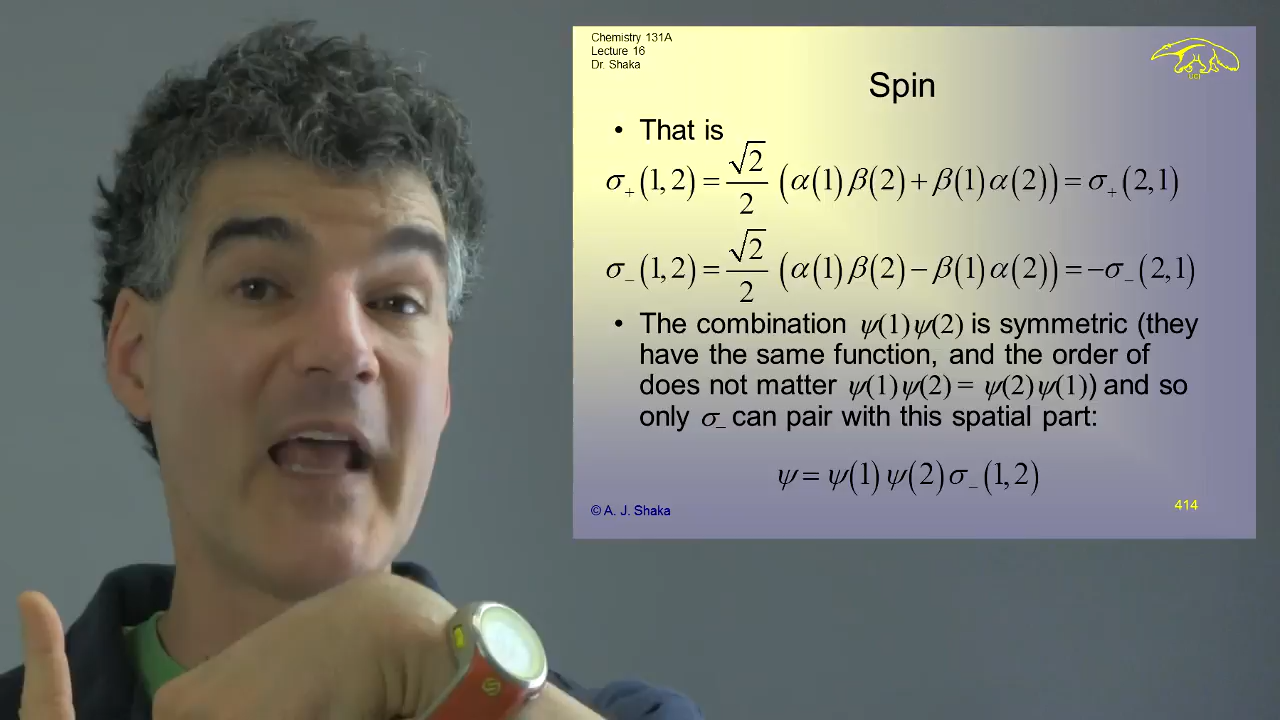 Chemistry 131A
Lecture 16
Dr. Shaka
UCI
Spin
• That is
σ₊(1,2) = √2/2 (α(1)β(2) + β(1)α(2)) = σ₊(2,1)
σ₋(1,2) = √2/2 (α(1)β(2) − β(1)α(2)) = −σ₋(2,1)
• The combination ψ(1)ψ(2) is symmetric (they
have the same function, and the order of
does not matter ψ(1)ψ(2) = ψ(2)ψ(1)) and so
only σ₋ can pair with this spatial part:
ψ = ψ(1)ψ(2)σ₋(1,2)
© A. J. Shaka
414